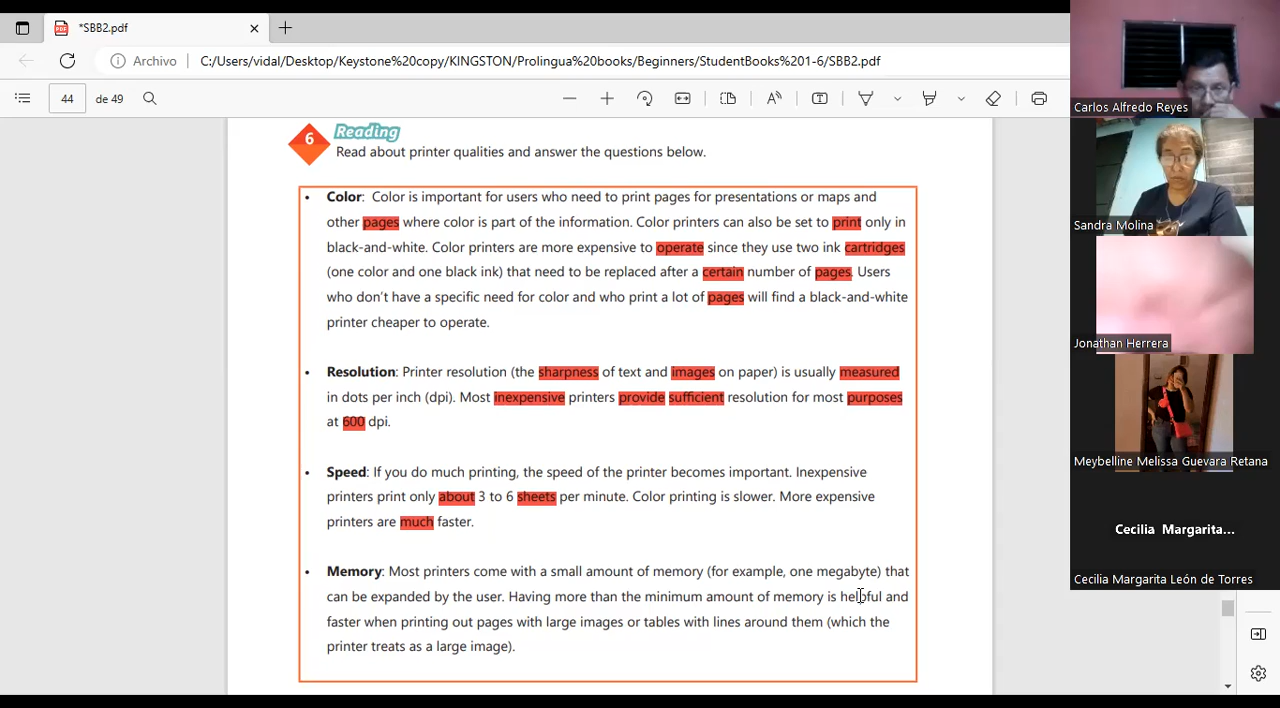 *SBB2.pdf
Archivo C:/Users/vidal/Desktop/Keystone%20copy/KINGSTON/Prolingua%20books/Beginners/StudentBooks%201-6/SBB2.pdf
44 de 49
6 Reading
Read about printer qualities and answer the questions below.
• Color: Color is important for users who need to print pages for presentations or maps and
other pages where color is part of the information. Color printers can also be set to print only in
black-and-white. Color printers are more expensive to operate since they use two ink cartridges
(one color and one black ink) that need to be replaced after a certain number of pages. Users
who don't have a specific need for color and who print a lot of pages will find a black-and-white
printer cheaper to operate.
• Resolution: Printer resolution (the sharpness of text and images on paper) is usually measured
in dots per inch (dpi). Most inexpensive printers provide sufficient resolution for most purposes
at 600 dpi.
• Speed: If you do much printing, the speed of the printer becomes important. Inexpensive
printers print only about 3 to 6 sheets per minute. Color printing is slower. More expensive
printers are much faster.
• Memory: Most printers come with a small amount of memory (for example, one megabyte) that
can be expanded by the user. Having more than the minimum amount of memory is helpful and
faster when printing out pages with large images or tables with lines around them (which the
printer treats as a large image).
Carlos Alfredo Reyes
Sandra Molina
Jonathan Herrera
Meybelline Melissa Guevara Retana
Cecilia Margarita...
Cecilia Margarita León de Torres